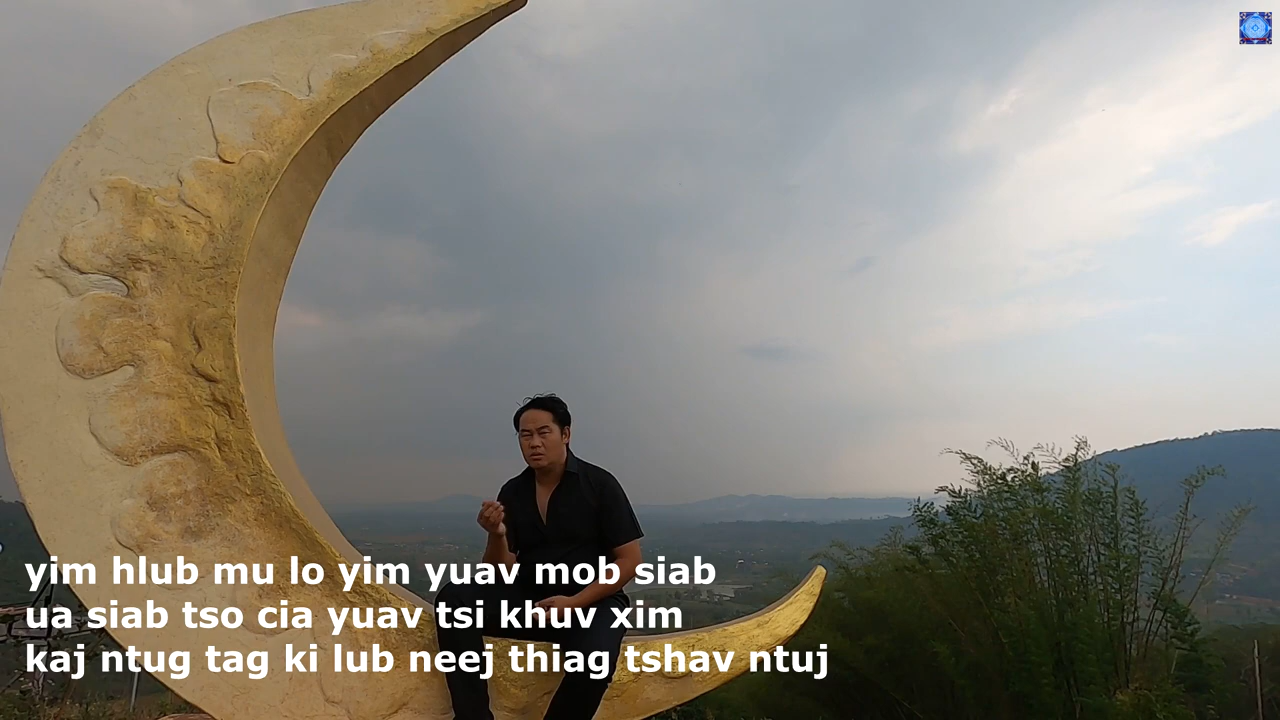 yim hlub mu lo yim yuav mob siab
ua siab tso cia yuav tsi khuv xim
kaj ntug tag ki lub neej thiag tshav ntuj